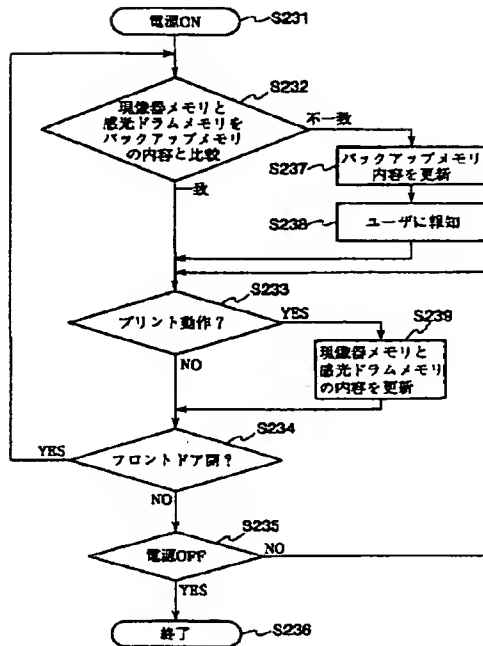 電源ON
S231
現像器メモリと
感光ドラムメモリを
バックアップメモリ
の内容と比較
S232
不一致
一致
バックアップメモリ
内容を更新
S237
ユーザに報知
S238
プリント動作?
S233
YES
NO
現像器メモリと
感光ドラムメモリ
の内容を更新
S239
フロントドア閉?
S234
YES
NO
電源OFF
S235
NO
YES
終了
S236